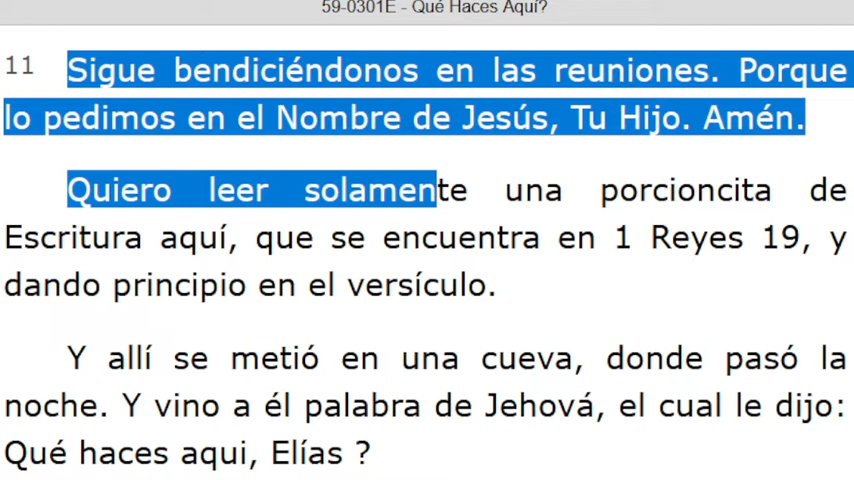 59-0301E - Qué Haces Aquí?
11 Sigue bendiciéndonos en las reuniones. Porque
lo pedimos en el Nombre de Jesús, Tu Hijo. Amén.
Quiero leer solamente una porcioncita de
Escritura aquí, que se encuentra en 1 Reyes 19, y
dando principio en el versículo.
Y allí se metió en una cueva, donde pasó la
noche. Y vino a él palabra de Jehová, el cual le dijo:
Qué haces aqui, Elías ?